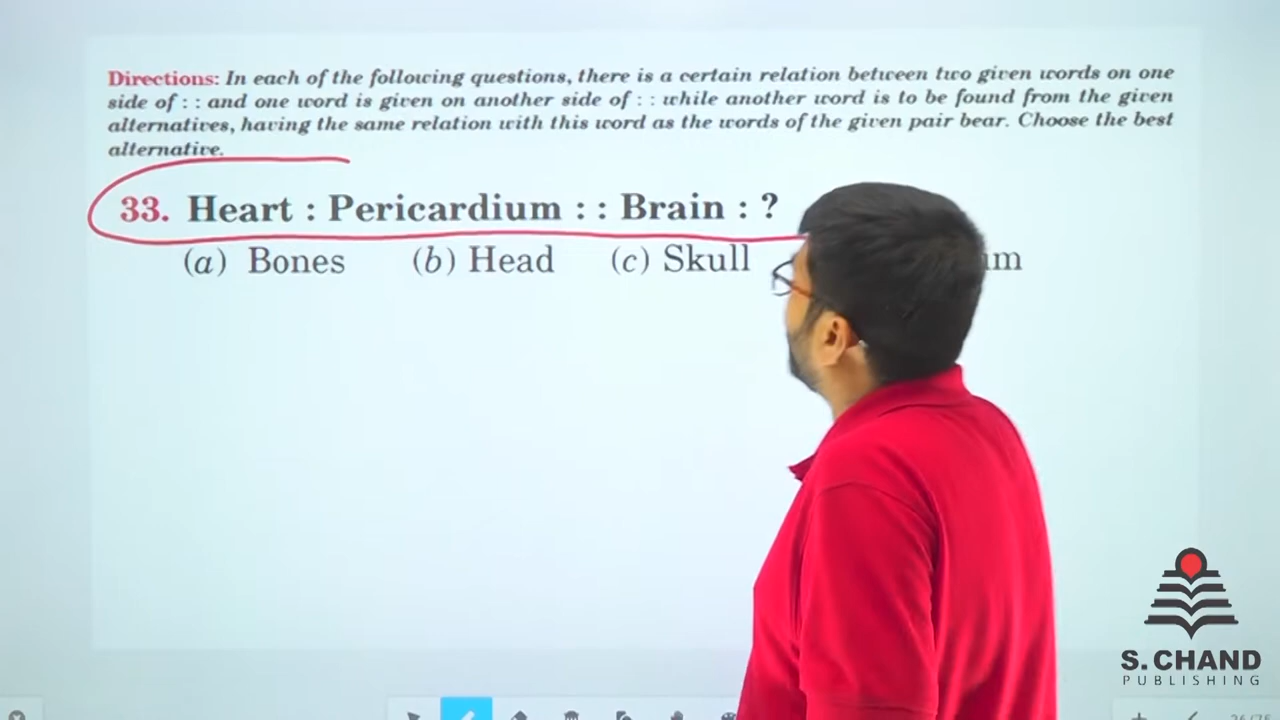 Directions: In each of the following questions, there is a certain relation between two given words on one
side of : : and one word is given on another side of : : while another word is to be found from the given
alternatives, having the same relation with this word as the words of the given pair bear. Choose the best
alternative.
33. Heart : Pericardium : : Brain : ?
(a) Bones (b) Head (c) Skull
S. CHAND
PUBLISHING